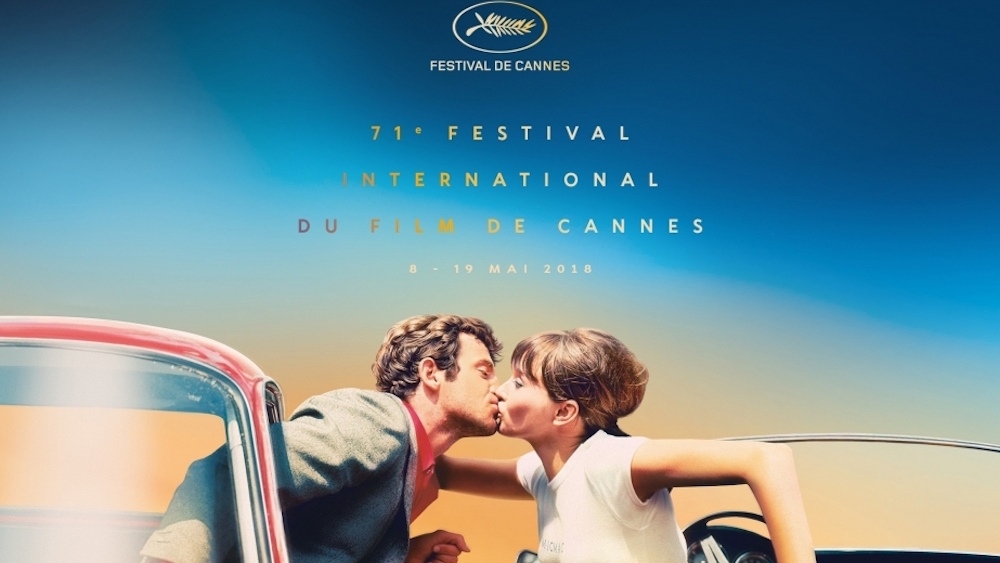 FESTIVAL DE CANNES
71e FESTIVAL
INTERNATIONAL
DU FILM DE CANNES
8 - 19 MAI 2018